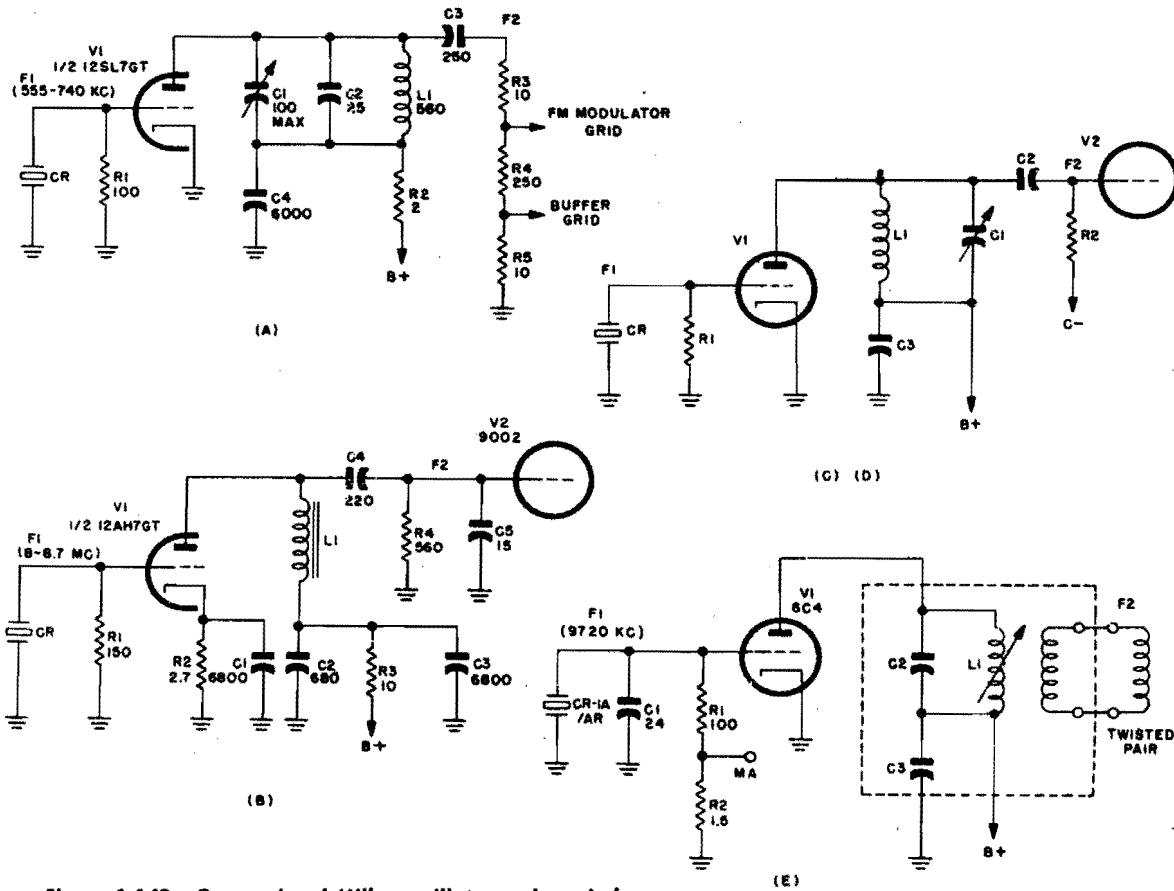 V1
1/2 12SL7GT
F1
(555-740 KC)
CR
R1
100
C1
100
MAX
C2
25
L1
560
C3
250
F2
R3
10
FM MODULATOR
GRID
R4
250
BUFFER
GRID
R5
10
C4
6000
R2
2
B+
(A)
V1
F1
CR
R1
L1
C1
C2
F2
V2
R2
C-
C3
B+
(C) (D)
V1
1/2 12AH7GT
F1
(8-8.7 MC)
CR
R1
150
R2
2.7
C1
6800
C2
680
L1
R3
10
B+
C3
6800
C4
220
F2
R4
560
C5
15
V2
9002
(B)
V1
6C4
F1
(9720 KC)
CR-1A
/AR
C1
24
R1
100
MA
R2
1.5
C2
L1
C3
B+
F2
TWISTED
PAIR
(E)